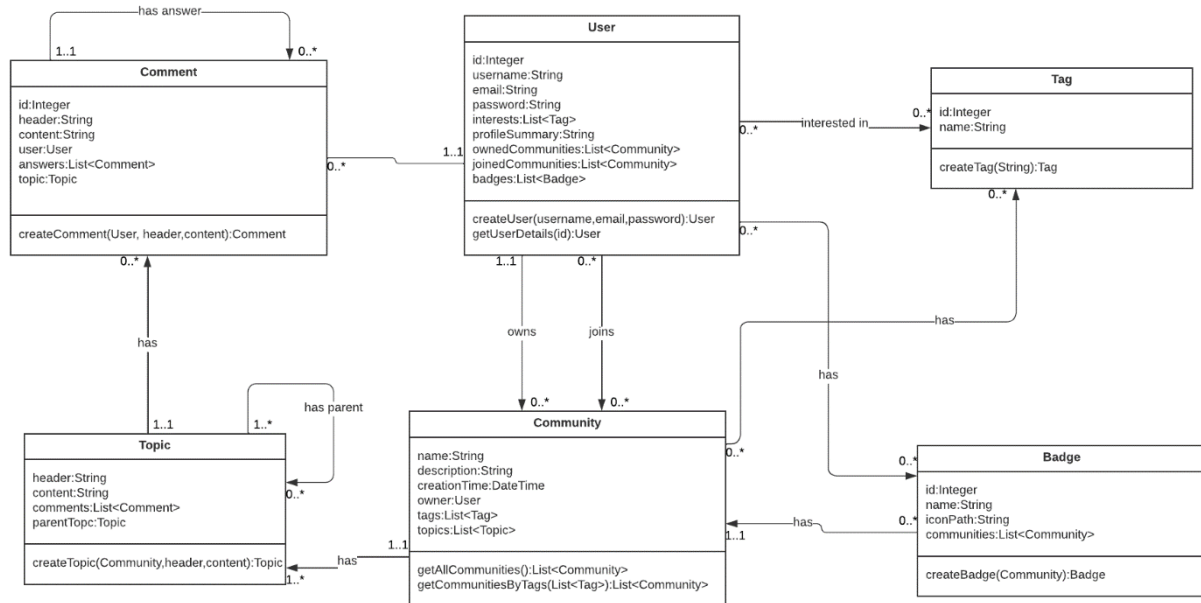 has answer
1..1
0..*
Comment
id:Integer
header:String
content:String
user:User
answers:List<Comment>
topic:Topic
createComment(User, header,content):Comment
0..*
0..*
1..1
User
id:Integer
username:String
email:String
password:String
interests:List<Tag>
profileSummary:String
ownedCommunities:List<Community>
joinedCommunities:List<Community>
badges:List<Badge>
createUser(username,email,password):User
getUserDetails(id):User
0..*
interested in
0..*
Tag
id:Integer
name:String
createTag(String):Tag
0..*
0..*
1..1
0..*
owns
joins
has
has
has
0..*
0..*
1..1
1..*
has parent
Topic
header:String
content:String
comments:List<Comment>
parentTopc:Topic
createTopic(Community,header,content):Topic
0..*
1..*
has
1..1
Community
name:String
description:String
creationTime:DateTime
owner:User
tags:List<Tag>
topics:List<Topic>
getAllCommunities():List<Community>
getCommunitiesByTags(List<Tag>):List<Community>
0..*
1..1
has
0..*
0..*
Badge
id:Integer
name:String
iconPath:String
communities:List<Community>
createBadge(Community):Badge